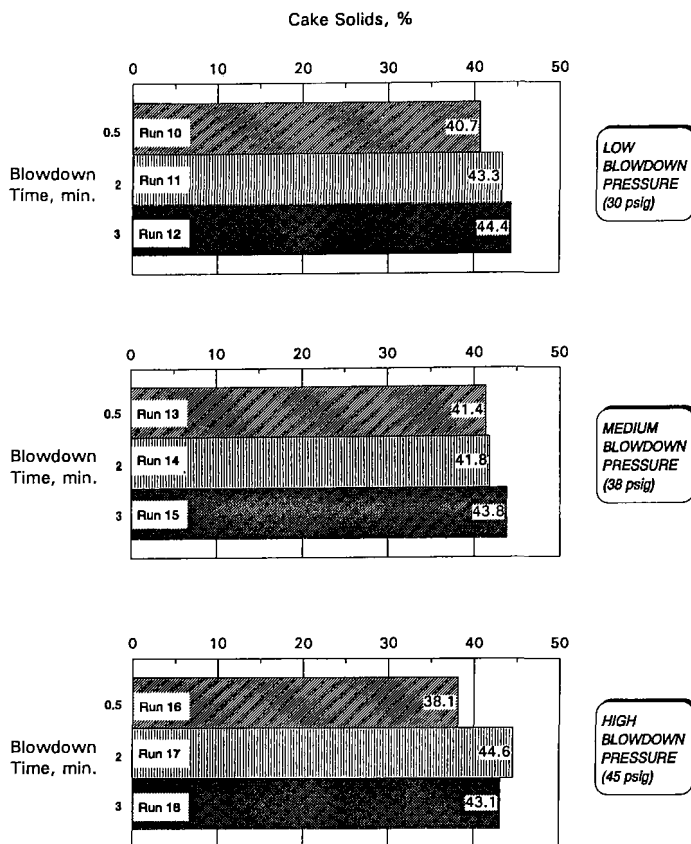 Cake Solids, %
0 10 20 30 40 50
0.5 Run 10 40.7
Blowdown
Time, min.
2 Run 11 43.3
3 Run 12 44.4
LOW
BLOWDOWN
PRESSURE
(30 psig)
0 10 20 30 40 50
0.5 Run 13 41.4
Blowdown
Time, min.
2 Run 14 41.8
3 Run 15 43.8
MEDIUM
BLOWDOWN
PRESSURE
(38 psig)
0 10 20 30 40 50
0.5 Run 16 38.1
Blowdown
Time, min.
2 Run 17 44.6
3 Run 18 43.1
HIGH
BLOWDOWN
PRESSURE
(45 psig)